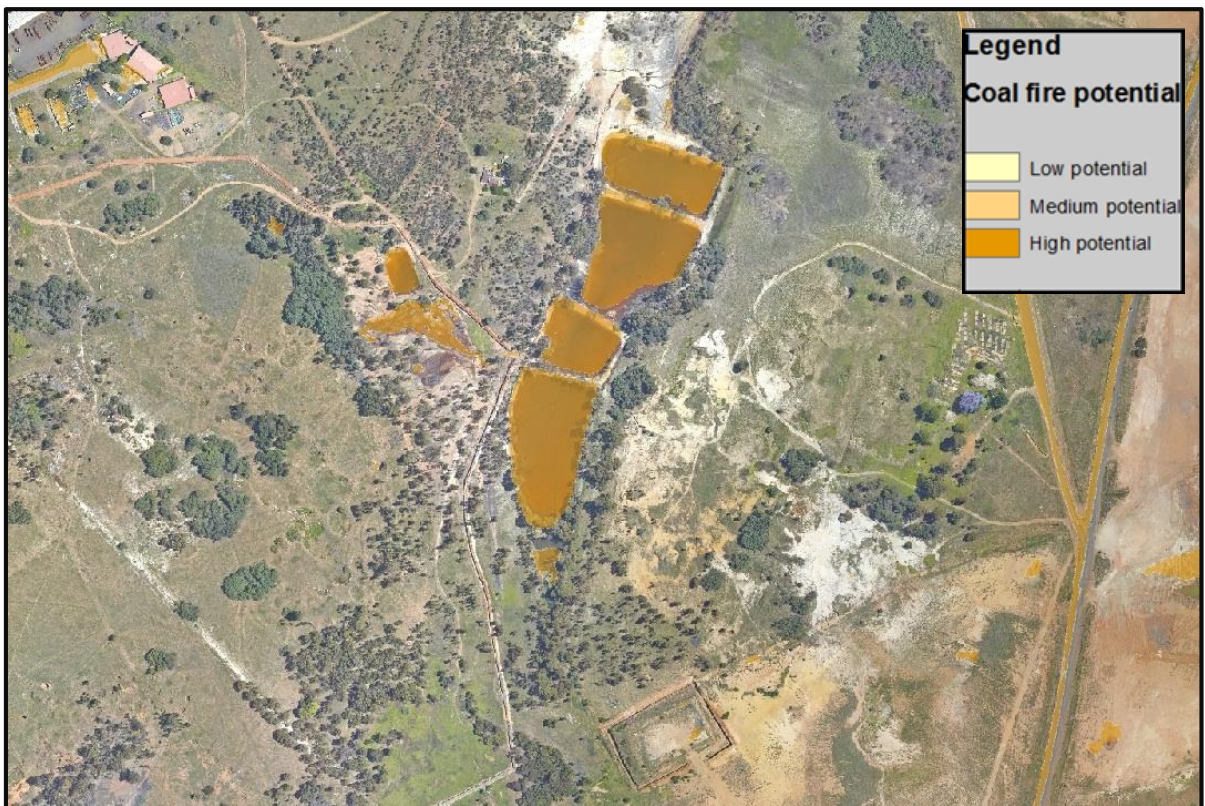 Legend
Coal fire potential
Low potential
Medium potential
High potential